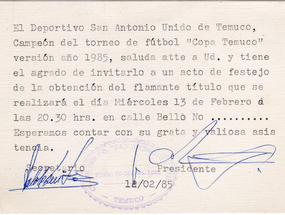 El Deportivo San Antonio Unido de Temuco,
Campeón del torneo de fútbol "Copa Temuco"
versión año 1985, saluda atte a Ud. y tiene
el agrado de invitarlo a un acto de festejo
de la obtención del flamante título que se
realizará el día Miércoles 13 de Febrero a
las 20.30 hrs. en calle Bello No ..........
Esperamos contar con su grata y valiosa asis
tencia.
Secretario Presidente
12/02/85
TEMUCO